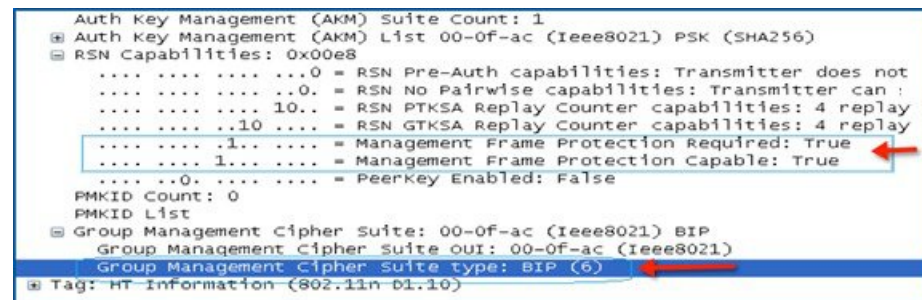 Auth Key Management (AKM) Suite Count: 1
Auth Key Management (AKM) List 00-0f-ac (Ieee8021) PSK (SHA256)
RSN Capabilities: 0x00e8
.... .... .... ...0 = RSN Pre-Auth capabilities: Transmitter does not
.... .... .... ..0. = RSN No Pairwise capabilities: Transmitter can
.... .... .... 10.. = RSN PTKSA Replay Counter capabilities: 4 replay
.... .... ..10 .... = RSN GTKSA Replay Counter capabilities: 4 replay
.... .... .1.. .... = Management Frame Protection Required: True
.... .... 1... .... = Management Frame Protection Capable: True
.... ..0. .... .... = PeerKey Enabled: False
PMKID Count: 0
PMKID List
Group Management Cipher Suite: 00-0f-ac (Ieee8021) BIP
Group Management Cipher Suite OUI: 00-0f-ac (Ieee8021)
Group Management Cipher Suite type: BIP (6)
Tag: HT Information (802.11n D1.10)